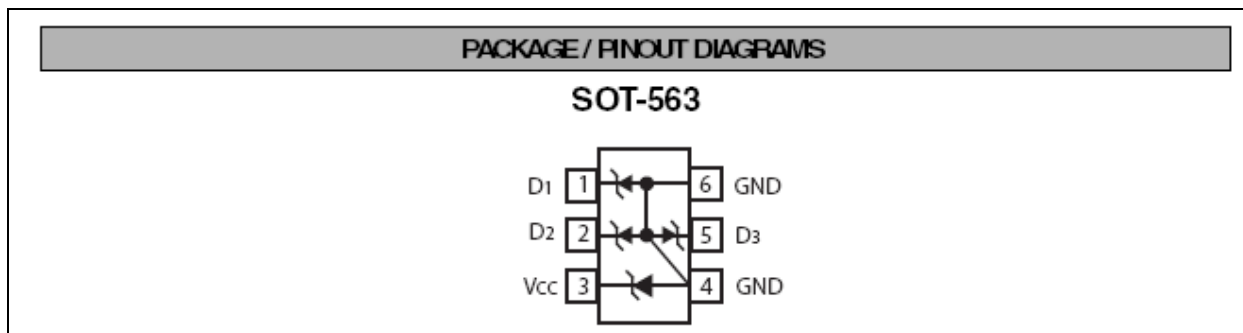 PACKAGE / PINOUT DIAGRAMS
SOT-563
D1 1 6 GND
D2 2 5 D3
Vcc 3 4 GND